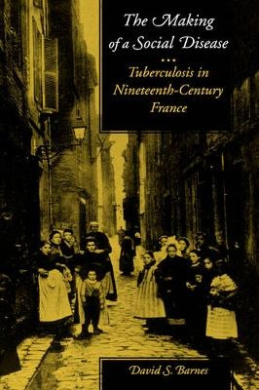 The Making
of a Social Disease
Tuberculosis in
Nineteenth-Century
France
David S. Barnes